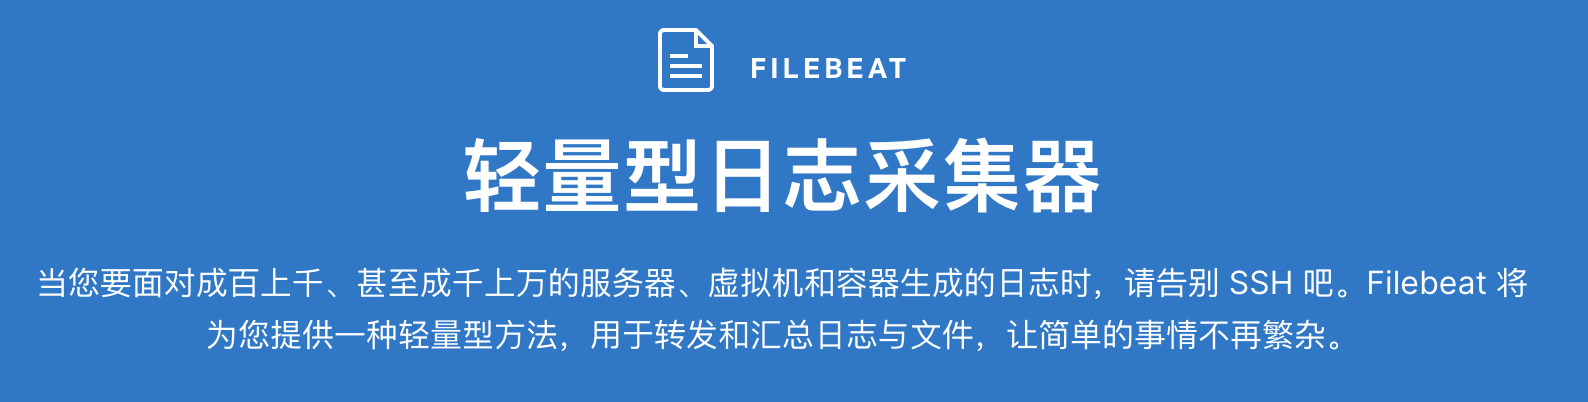 FILEBEAT
轻量型日志采集器
当您要面对成百上千、甚至成千上万的服务器、虚拟机和容器生成的日志时，请告别 SSH 吧。Filebeat 将
为您提供一种轻量型方法，用于转发和汇总日志与文件，让简单的事情不再繁杂。